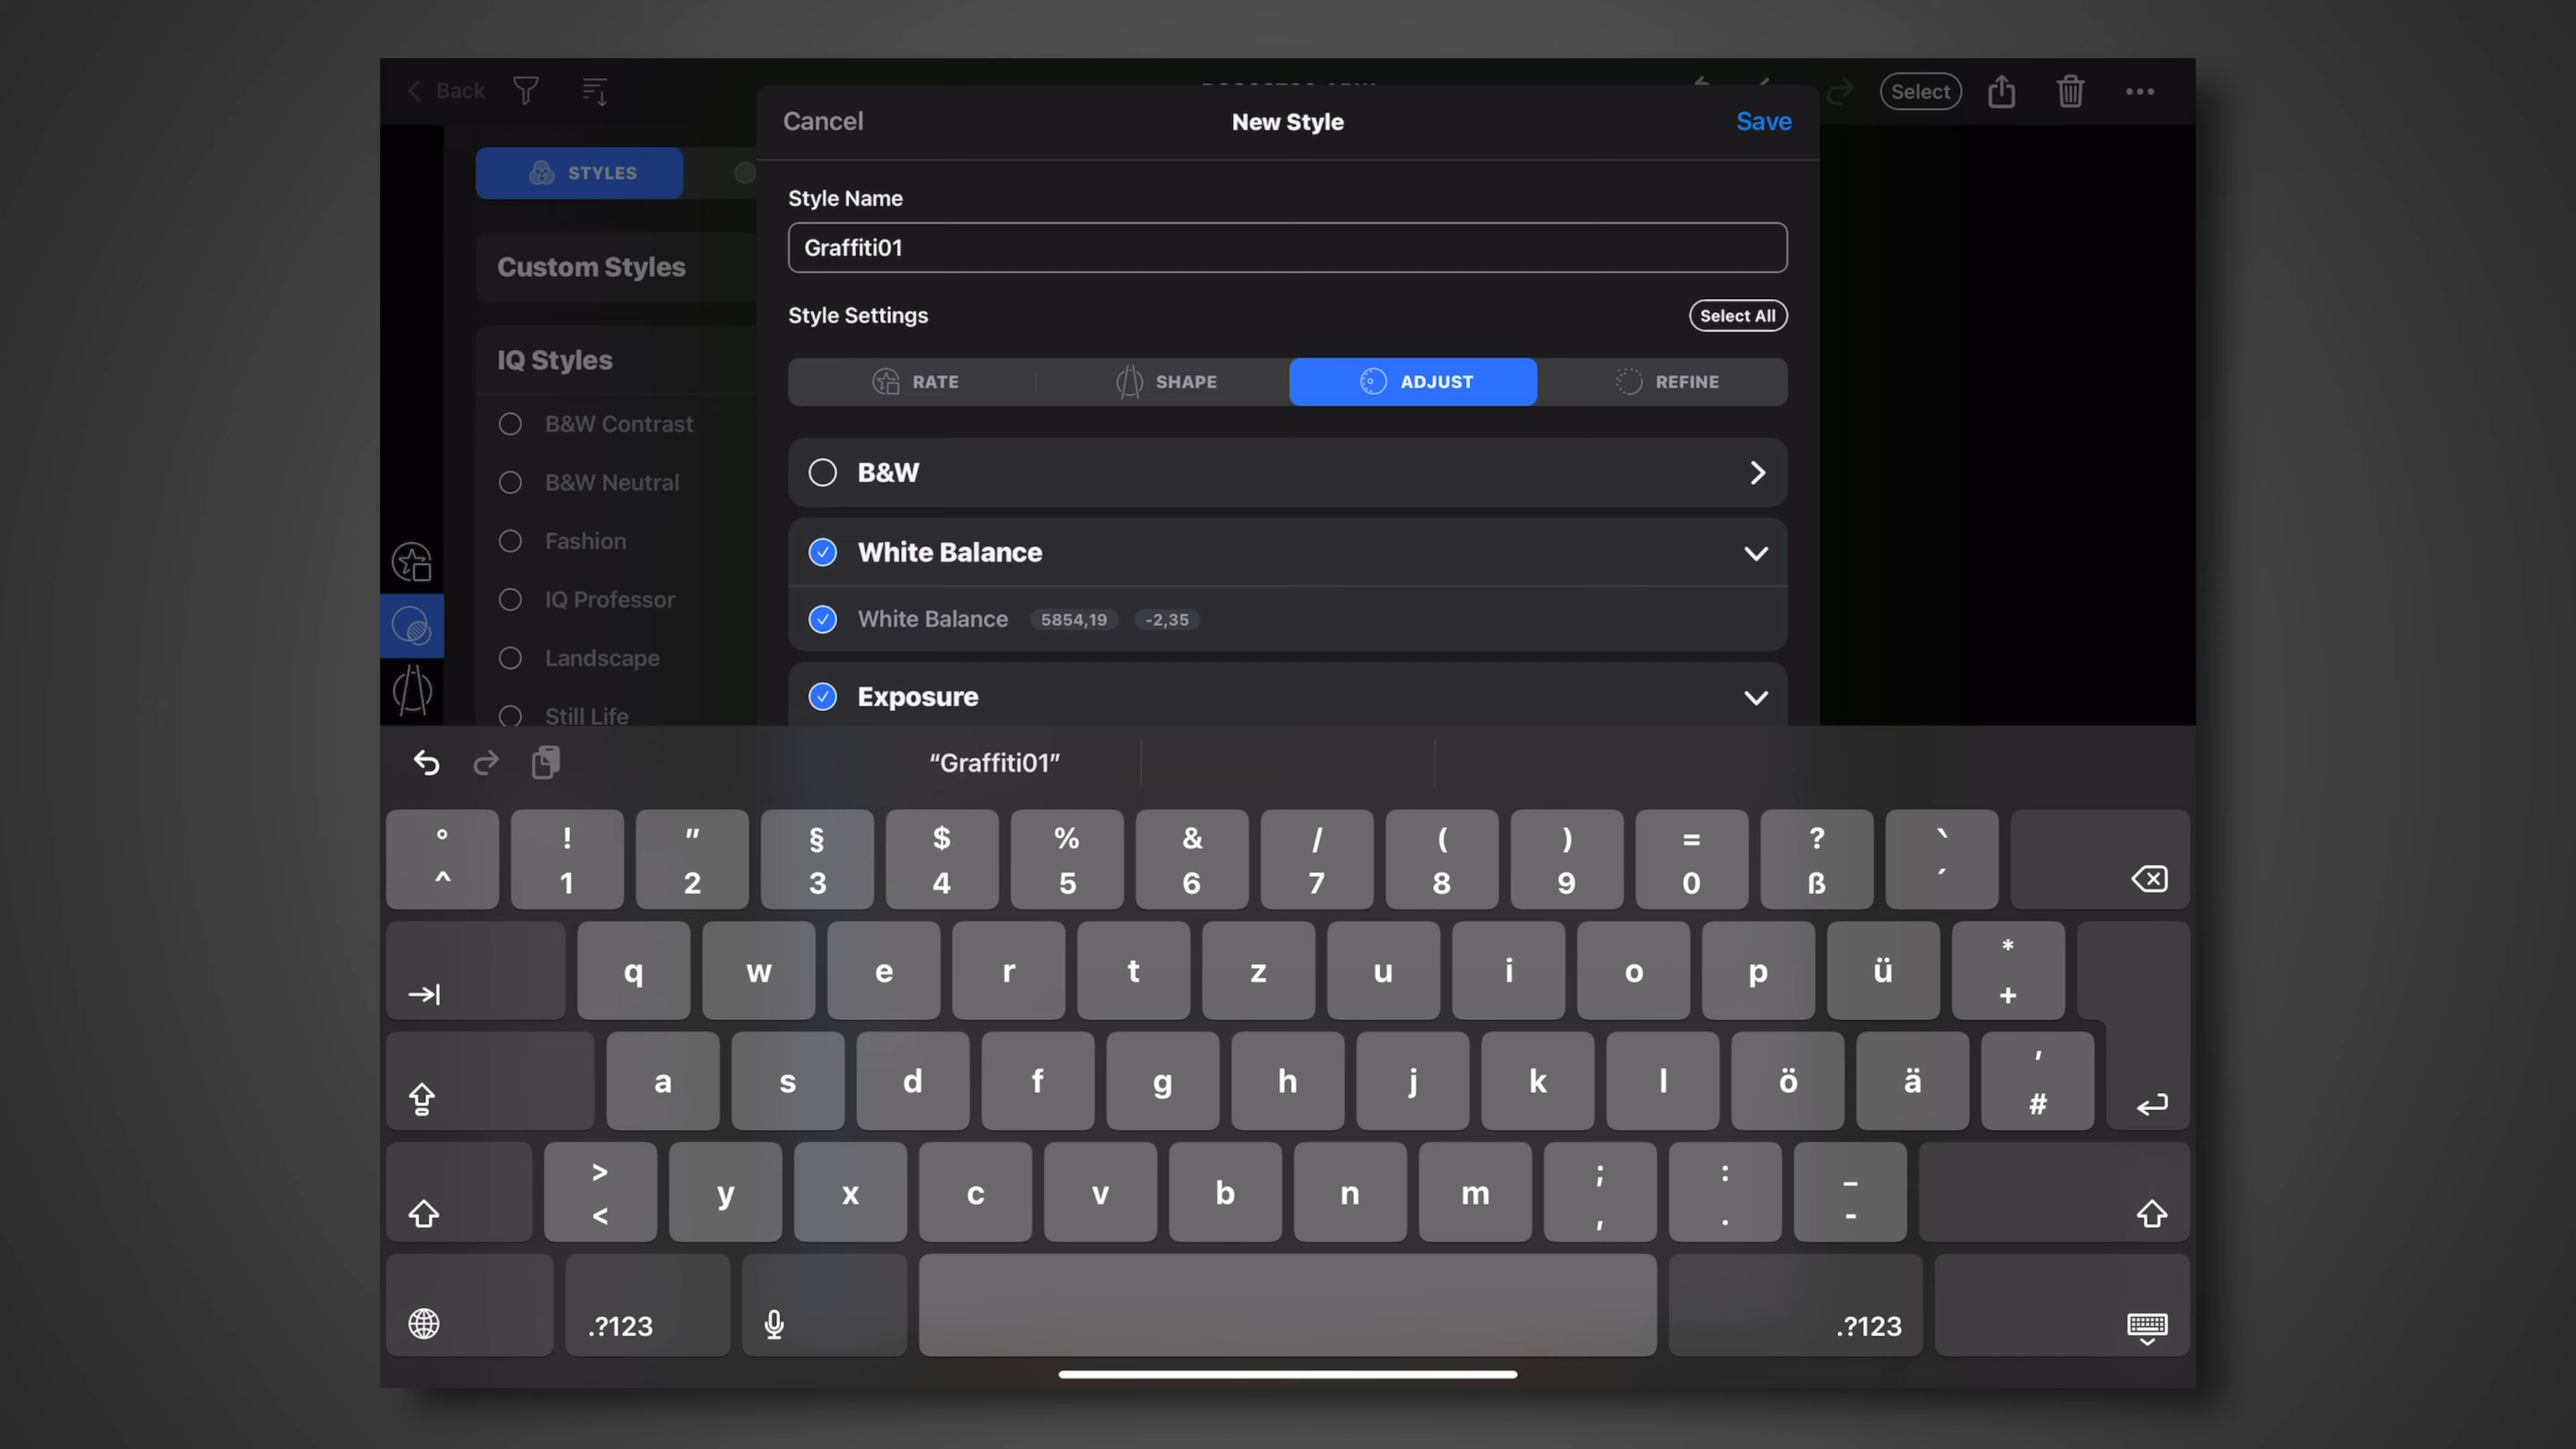 Back
Select
Cancel
New Style
Save
STYLES
Style Name
Graffiti01
Custom Styles
Style Settings
Select All
IQ Styles
RATE
SHAPE
ADJUST
REFINE
B&W Contrast
B&W Neutral
Fashion
IQ Professor
Landscape
Still Life
B&W
White Balance
White Balance 5854,19 -2,35
Exposure
“Graffiti01”
° ! " § $ % & / ( ) = ? `
^ 1 2 3 4 5 6 7 8 9 0 ß ´
q w e r t z u i o p ü * +
a s d f g h j k l ö ä ' #
> < y x c v b n m ; , : . _ -
.?123
.?123